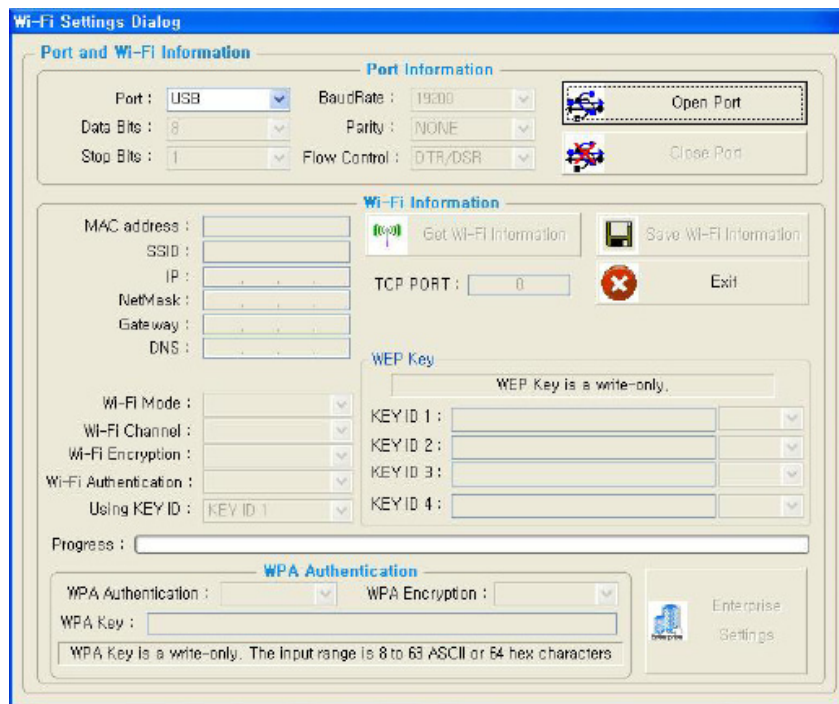 Wi-Fi Settings Dialog
Port and Wi-Fi Information
Port Information
Port : USB BaudRate : 19200 Open Port
Data Bits : 8 Parity : NONE
Stop Bits : 1 Flow Control : DTR/DSR Close Port
Wi-Fi Information
MAC address : Get Wi-Fi Information Save Wi-Fi Information
SSID :
IP : . . . TCP PORT : 0 Exit
NetMask : . . .
Gateway : . . .
DNS : . . .
WEP Key
WEP Key is a write-only.
Wi-Fi Mode : KEY ID 1 :
Wi-Fi Channel : KEY ID 2 :
Wi-Fi Encryption : KEY ID 3 :
Wi-Fi Authentication :
Using KEY ID : KEY ID 1 KEY ID 4 :
Progress :
WPA Authentication
WPA Authentication : WPA Encryption : Enterprise
WPA Key : Enterprise Settings
WPA Key is a write-only. The input range is 8 to 63 ASCII or 64 hex characters